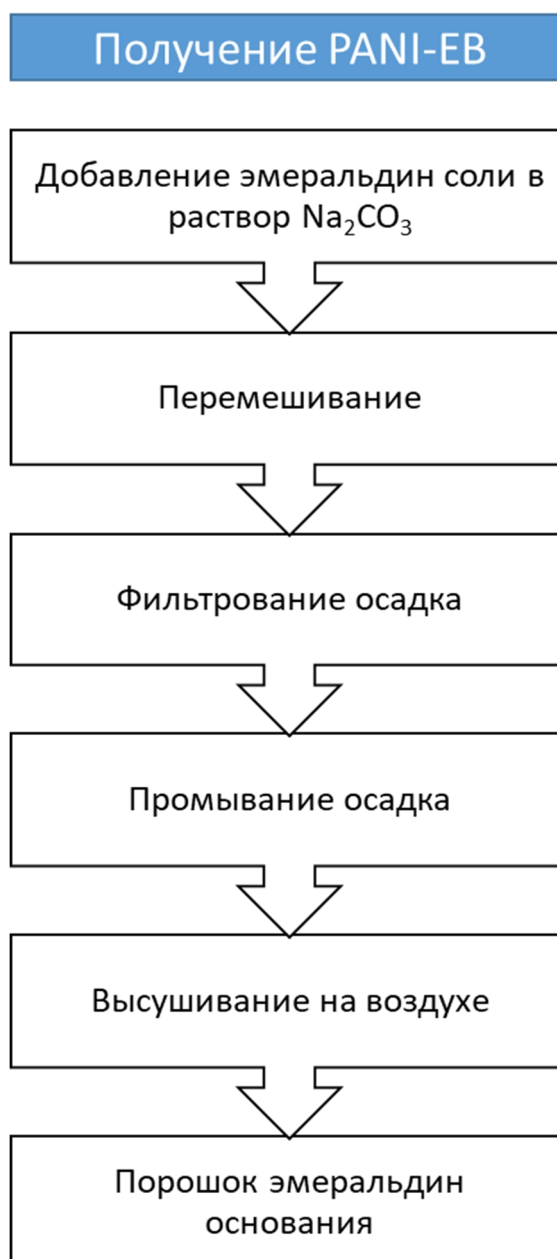 Получение PANI-EB
Добавление эмеральдин соли в
раствор Na₂CO₃
Перемешивание
Фильтрование осадка
Промывание осадка
Высушивание на воздухе
Порошок эмеральдин
основания